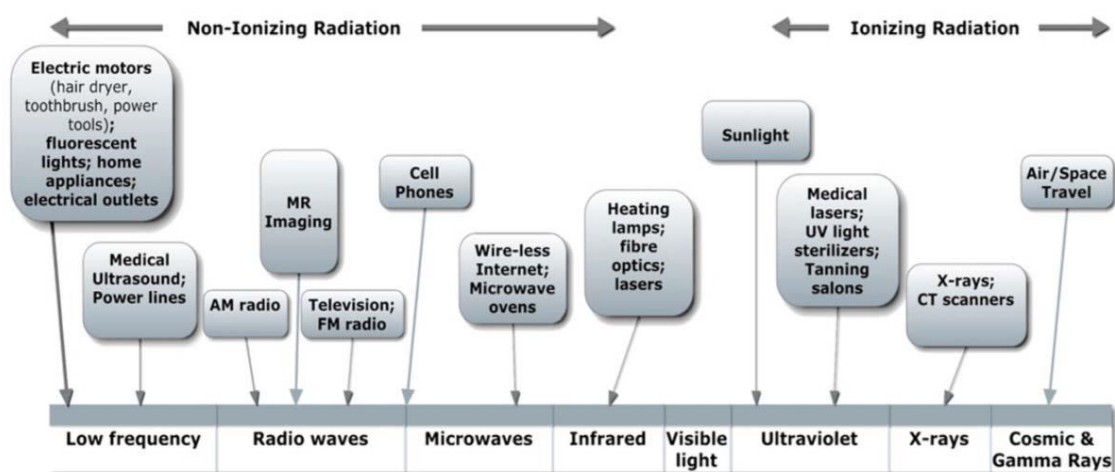 Non-Ionizing Radiation
Ionizing Radiation
Electric motors
(hair dryer,
toothbrush, power
tools);
fluorescent
lights; home
appliances;
electrical outlets
Medical
Ultrasound;
Power lines
AM radio
MR
Imaging
Television;
FM radio
Cell
Phones
Wire-less
Internet;
Microwave
ovens
Heating
lamps;
fibre
optics;
lasers
Sunlight
Medical
lasers;
UV light
sterilizers;
Tanning
salons
X-rays;
CT scanners
Air/Space
Travel
Low frequency
Radio waves
Microwaves
Infrared
Visible
light
Ultraviolet
X-rays
Cosmic &
Gamma Rays